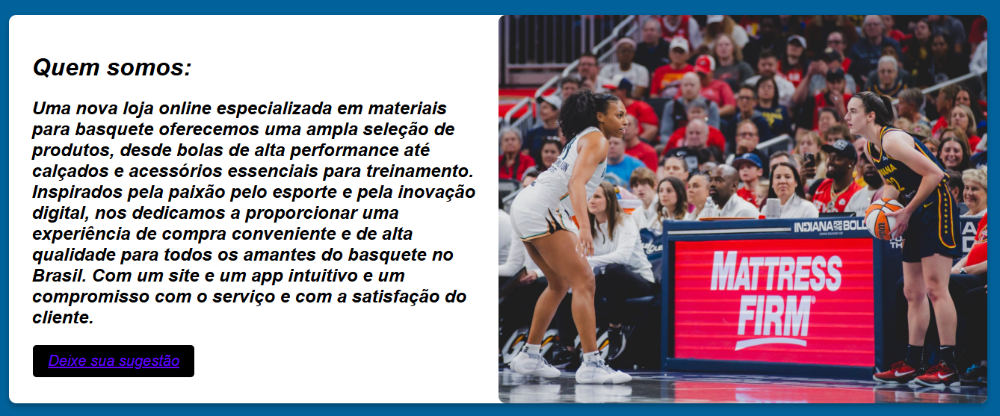 Quem somos:
Uma nova loja online especializada em materiais
para basquete oferecemos uma ampla seleção de
produtos, desde bolas de alta performance até
calçados e acessórios essenciais para treinamento.
Inspirados pela paixão pelo esporte e pela inovação
digital, nos dedicamos a proporcionar uma
experiência de compra conveniente e de alta
qualidade para todos os amantes do basquete no
Brasil. Com um site e um app intuitivo e um
compromisso com o serviço e com a satisfação do
cliente.
Deixe sua sugestão
INDIANA FOR THE BOLD
MATTRESS
FIRM